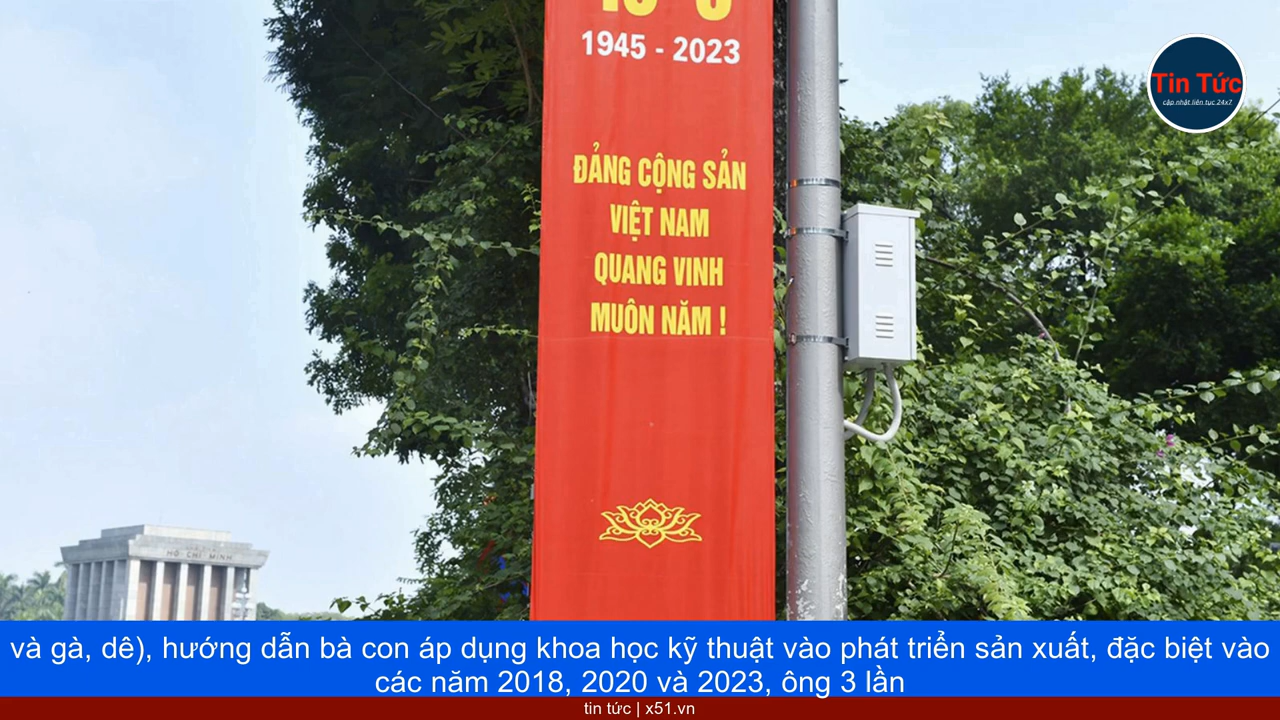 1945 - 2023
ĐẢNG CỘNG SẢN
VIỆT NAM
QUANG VINH
MUÔN NĂM !
Tin Tức
cập nhật liên tục 24x7
HỒ CHÍ MINH
và gà, dê), hướng dẫn bà con áp dụng khoa học kỹ thuật vào phát triển sản xuất, đặc biệt vào
các năm 2018, 2020 và 2023, ông 3 lần
tin tức | x51.vn